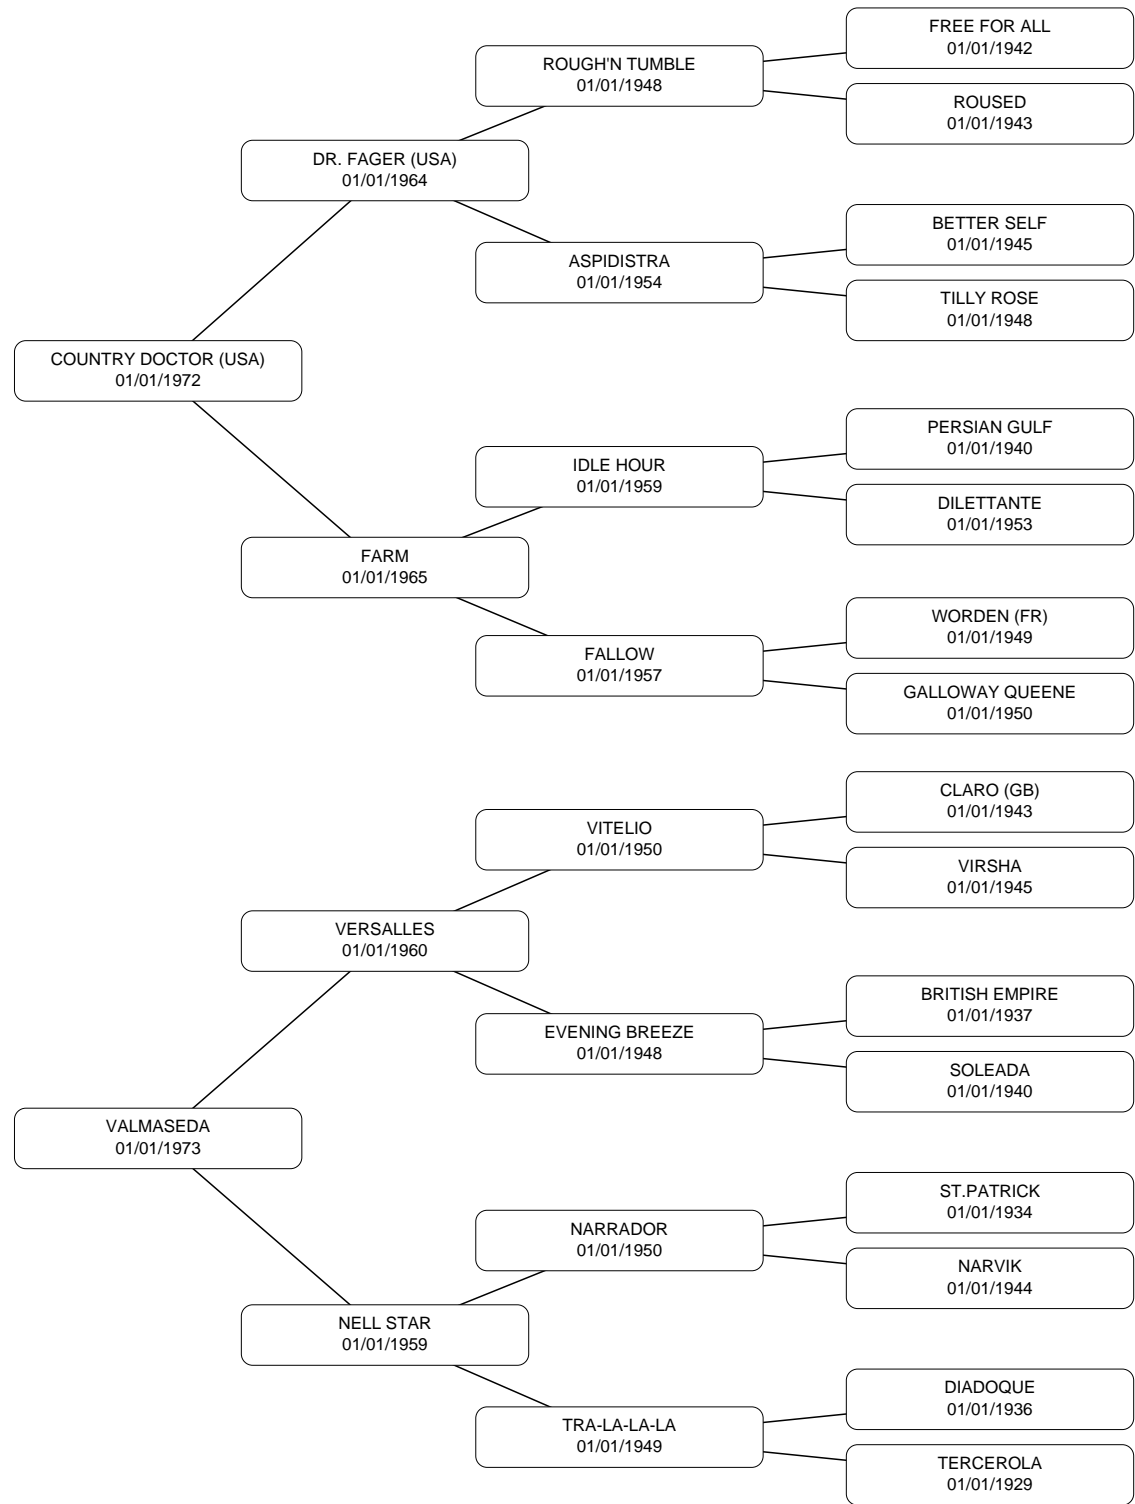 FREE FOR ALL
01/01/1942
ROUGH'N TUMBLE
01/01/1948
ROUSED
01/01/1943
DR. FAGER (USA)
01/01/1964
BETTER SELF
01/01/1945
ASPIDISTRA
01/01/1954
TILLY ROSE
01/01/1948
COUNTRY DOCTOR (USA)
01/01/1972
PERSIAN GULF
01/01/1940
IDLE HOUR
01/01/1959
DILETTANTE
01/01/1953
FARM
01/01/1965
WORDEN (FR)
01/01/1949
FALLOW
01/01/1957
GALLOWAY QUEENE
01/01/1950
CLARO (GB)
01/01/1943
VITELIO
01/01/1950
VIRSHA
01/01/1945
VERSALLES
01/01/1960
BRITISH EMPIRE
01/01/1937
EVENING BREEZE
01/01/1948
SOLEADA
01/01/1940
VALMASEDA
01/01/1973
ST.PATRICK
01/01/1934
NARRADOR
01/01/1950
NARVIK
01/01/1944
NELL STAR
01/01/1959
DIADOQUE
01/01/1936
TRA-LA-LA-LA
01/01/1949
TERCEROLA
01/01/1929